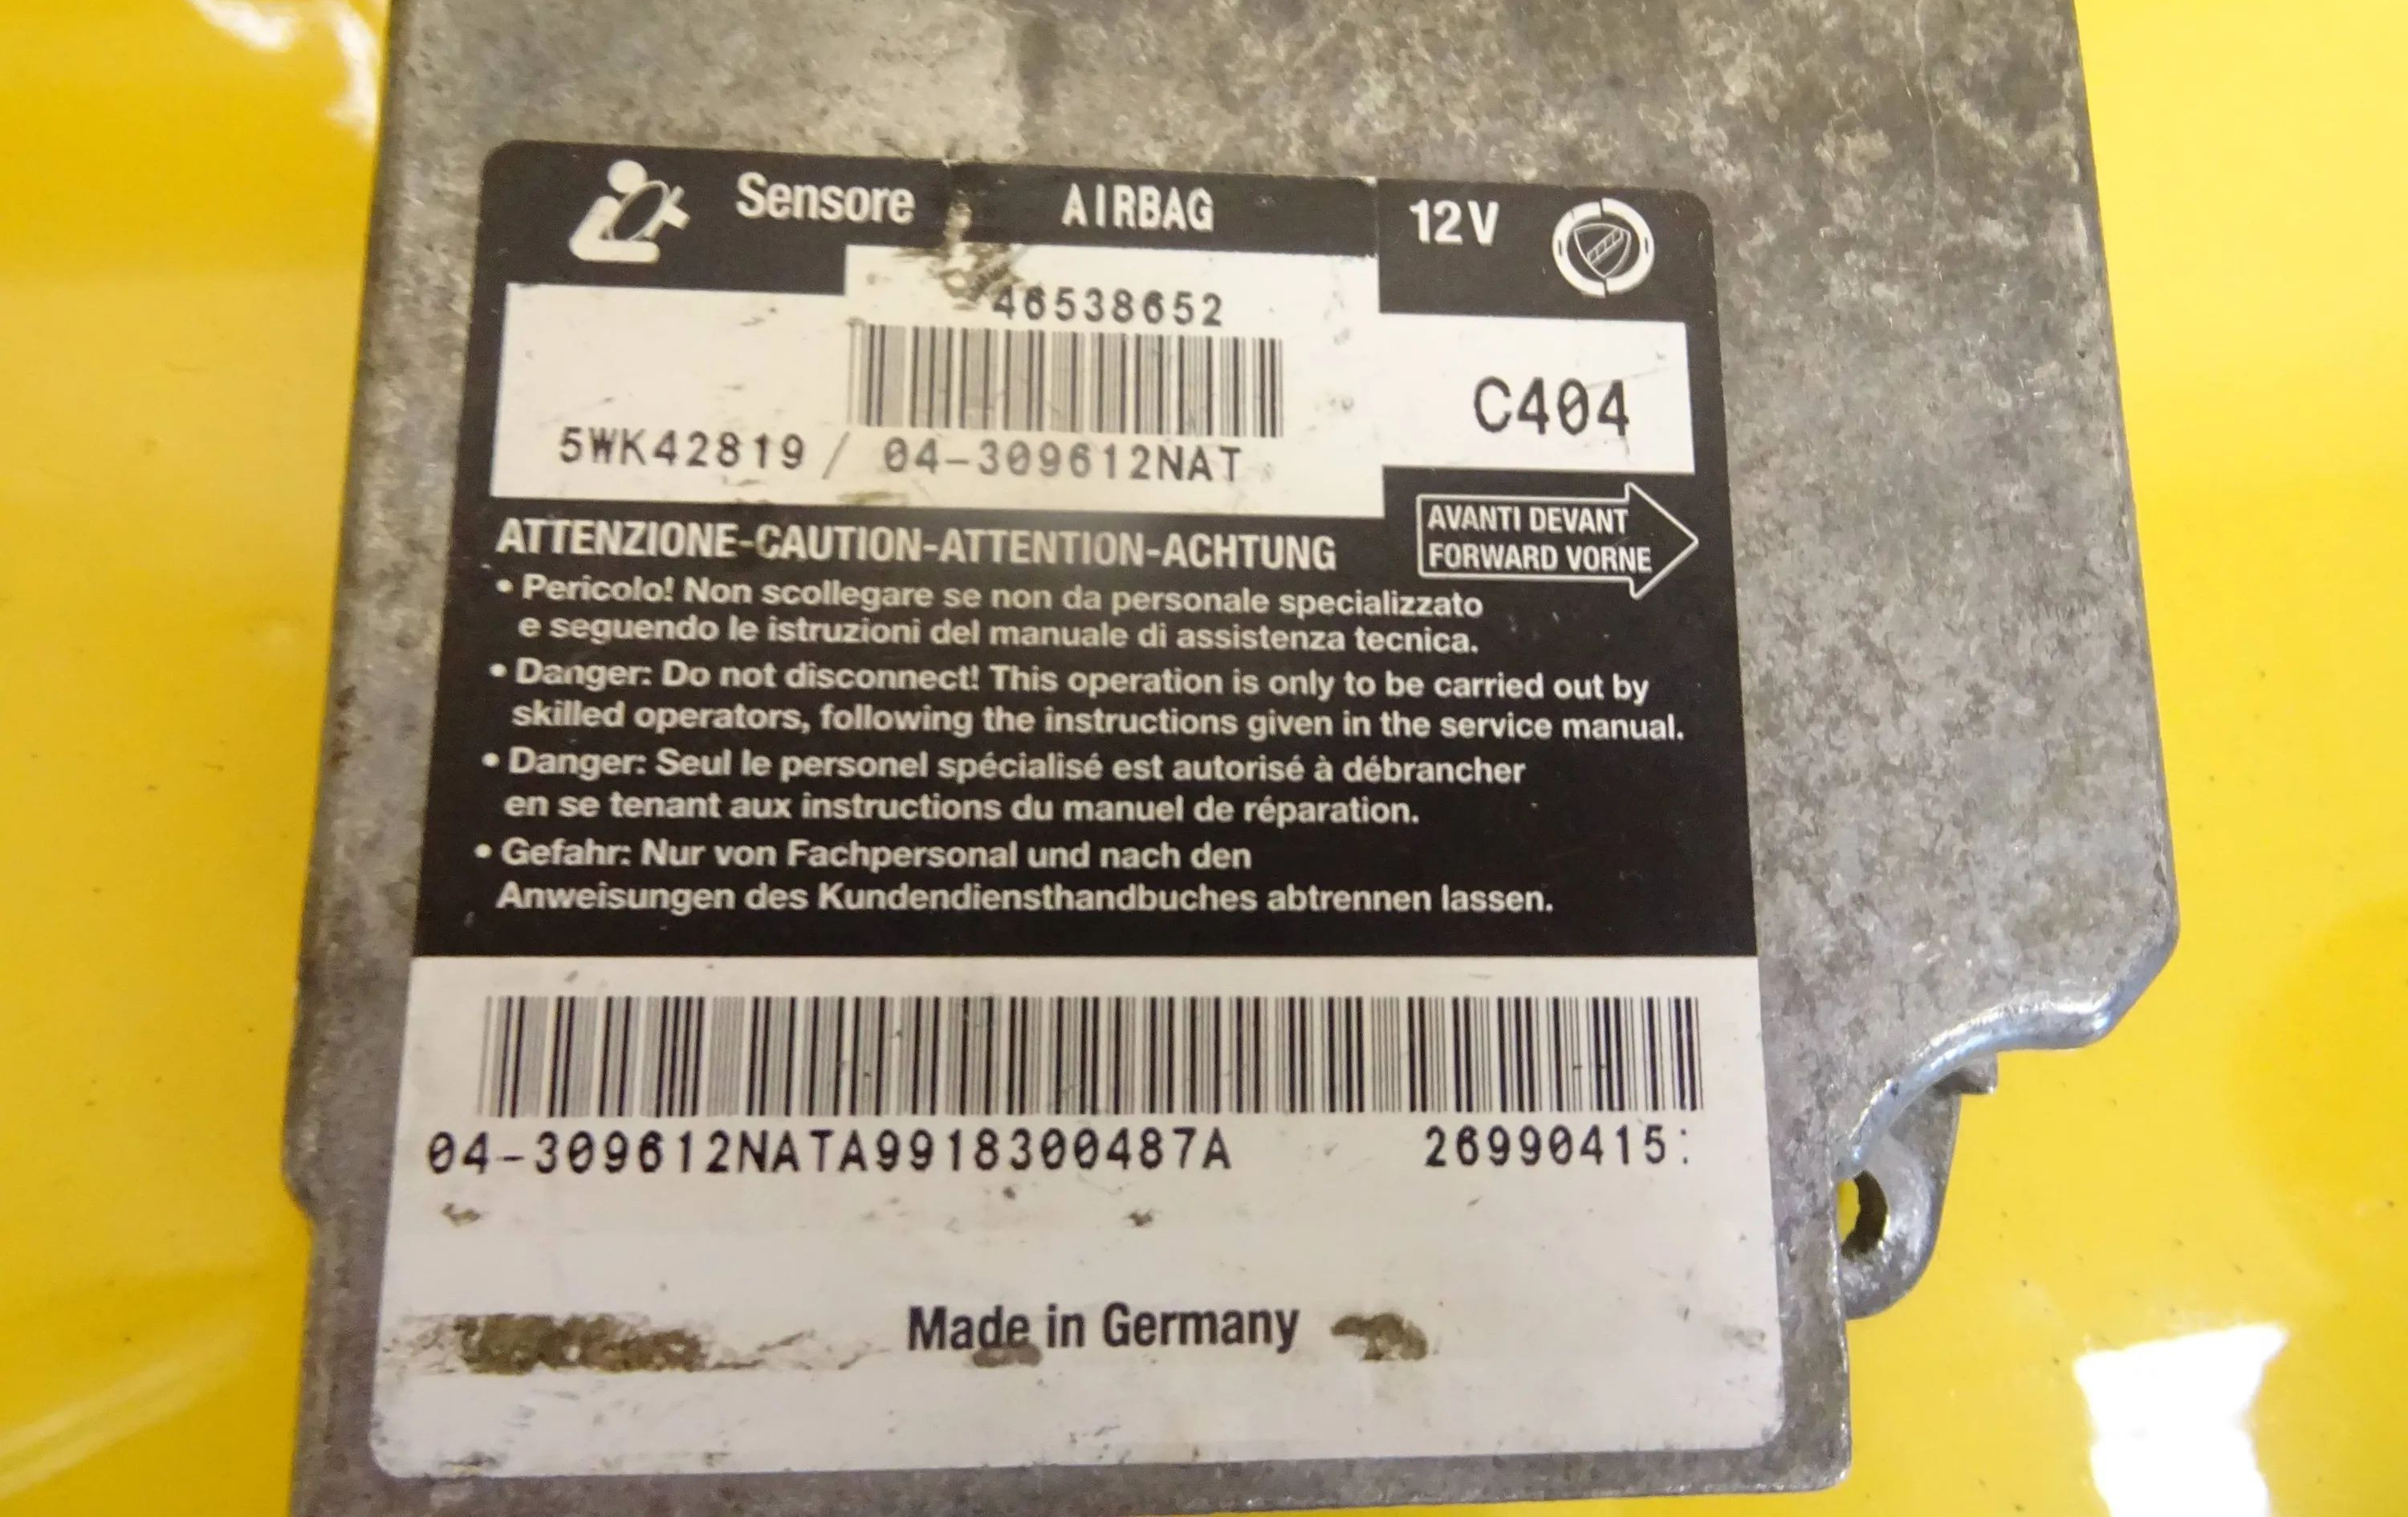 Sensore AIRBAG 12V
46538652
C404
5WK42819 / 04-309612NAT
AVANTI DEVANT
FORWARD VORNE
ATTENZIONE-CAUTION-ATTENTION-ACHTUNG
• Pericolo! Non scollegare se non da personale specializzato
e seguendo le istruzioni del manuale di assistenza tecnica.
• Danger: Do not disconnect! This operation is only to be carried out by
skilled operators, following the instructions given in the service manual.
• Danger: Seul le personel spécialisé est autorisé à débrancher
en se tenant aux instructions du manuel de réparation.
• Gefahr: Nur von Fachpersonal und nach den
Anweisungen des Kundendiensthandbuches abtrennen lassen.
04-309612NATA9918300487A 26990415:
Made in Germany